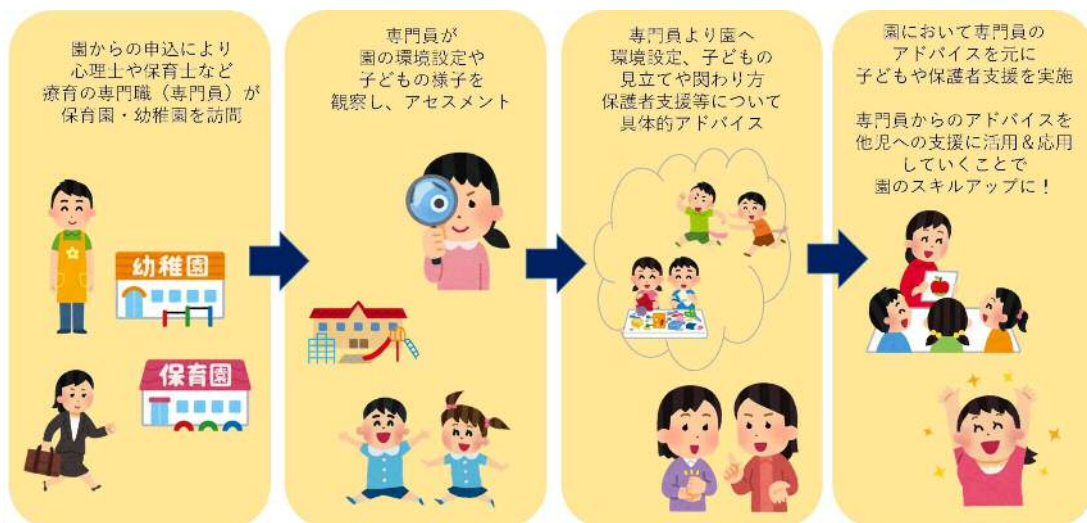 園からの申込により
心理士や保育士など
療育の専門職（専門員）が
保育園・幼稚園を訪問
幼稚園
保育園
専門員が
園の環境設定や
子どもの様子を
観察し、アセスメント
専門員より園へ
環境設定、子どもの
見立てや関わり方
保護者支援等について
具体的アドバイス
園において専門員の
アドバイスを元に
子どもや保護者支援を実施
専門員からのアドバイスを
他児への支援に活用＆応用
していくことで
園のスキルアップに！